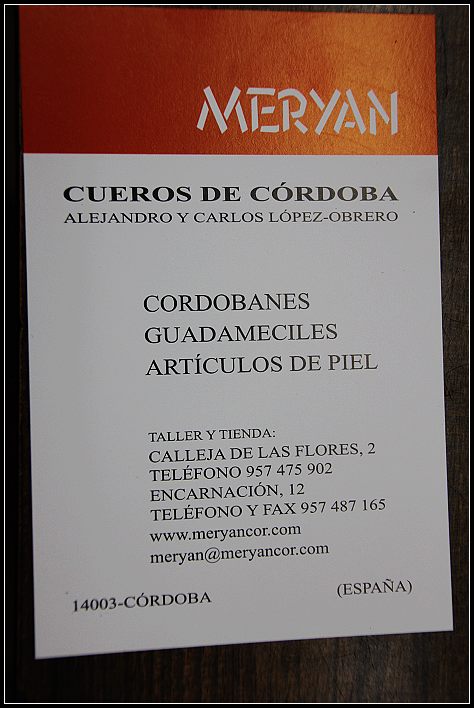 MERYAN
CUEROS DE CÓRDOBA
ALEJANDRO Y CARLOS LÓPEZ-OBRERO
CORDOBANES
GUADAMECILES
ARTÍCULOS DE PIEL
TALLER Y TIENDA:
CALLEJA DE LAS FLORES, 2
TELÉFONO 957 475 902
ENCARNACIÓN, 12
TELÉFONO Y FAX 957 487 165
www.meryancor.com
meryan@meryancor.com
14003-CÓRDOBA (ESPAÑA)